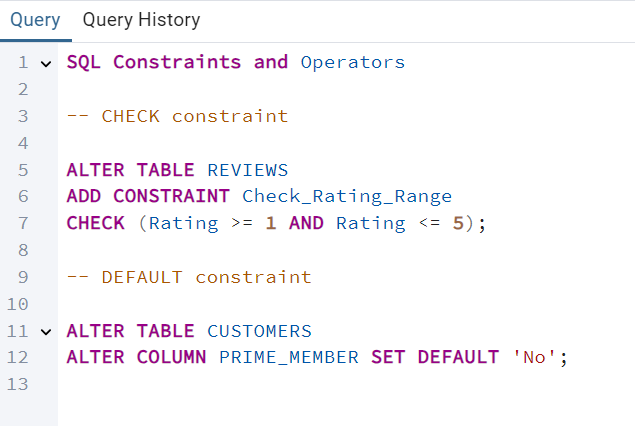 Query Query History
1 SQL Constraints and Operators
2
3 -- CHECK constraint
4
5 ALTER TABLE REVIEWS
6 ADD CONSTRAINT Check_Rating_Range
7 CHECK (Rating >= 1 AND Rating <= 5);
8
9 -- DEFAULT constraint
10
11 ALTER TABLE CUSTOMERS
12 ALTER COLUMN PRIME_MEMBER SET DEFAULT 'No';
13